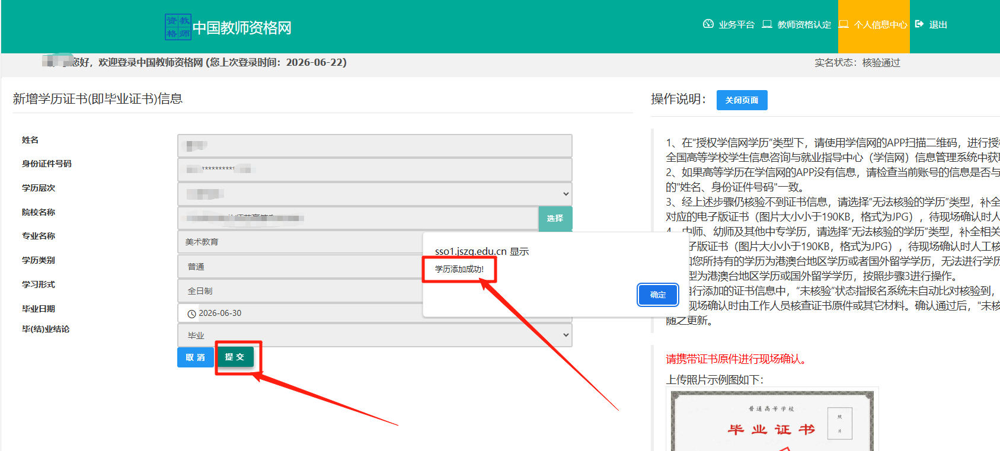 资教
格师
中国教师资格网
业务平台
教师资格认定
个人信息中心
退出
您好，欢迎登录中国教师资格网 (您上次登录时间：2026-06-22)
实名状态：核验通过
新增学历证书(即毕业证书)信息
操作说明：
关闭页面
姓名
身份证件号码
**********
学历层次
院校名称
选择
专业名称
美术教育
学历类别
普通
学习形式
全日制
毕业日期
2026-06-30
毕(结)业结论
毕业
取 消
提 交
sso1.jszg.edu.cn 显示
学历添加成功!
确定
1、在"授权学信网学历"类型下，请使用学信网的APP扫描二维码，进行授
全国高等学校学生信息咨询与就业指导中心（学信网）信息管理系统中获
2、如果高等学历在学信网的APP没有信息，请检查当前账号的信息是否与
的"姓名、身份证件号码"一致。
3、经上述步骤仍核验不到证书信息，请选择"无法核验的学历"类型，补全
对应的电子版证书（图片大小小于190KB，格式为JPG），待现场确认时人
4、中师、幼师及其他中专学历，请选择"无法核验的学历"类型，补全相关
子版证书（图片大小小于190KB，格式为JPG），待现场确认时人工核
如您所持有的学历为港澳台地区学历或者国外留学学历，无法进行学历
型为港澳台地区学历或国外留学学历，按照步骤3进行操作。
自行添加的证书信息中，"未核验"状态指报名系统未自动比对核验到，
现场确认时由工作人员核查证书原件或其它材料。确认通过后，"未核
随之更新。
请携带证书原件进行现场确认。
上传照片示例图如下：
普通高等学校
毕业证书
照
片